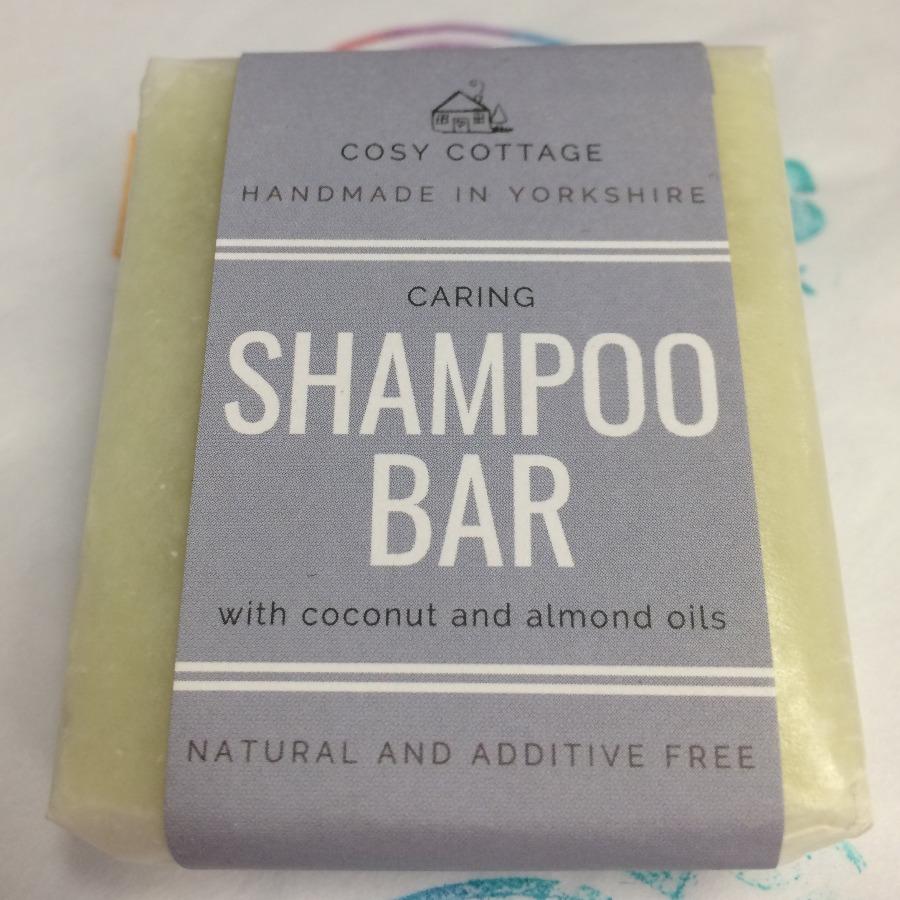 COSY COTTAGE
HANDMADE IN YORKSHIRE
CARING
SHAMPOO
BAR
with coconut and almond oils
NATURAL AND ADDITIVE FREE